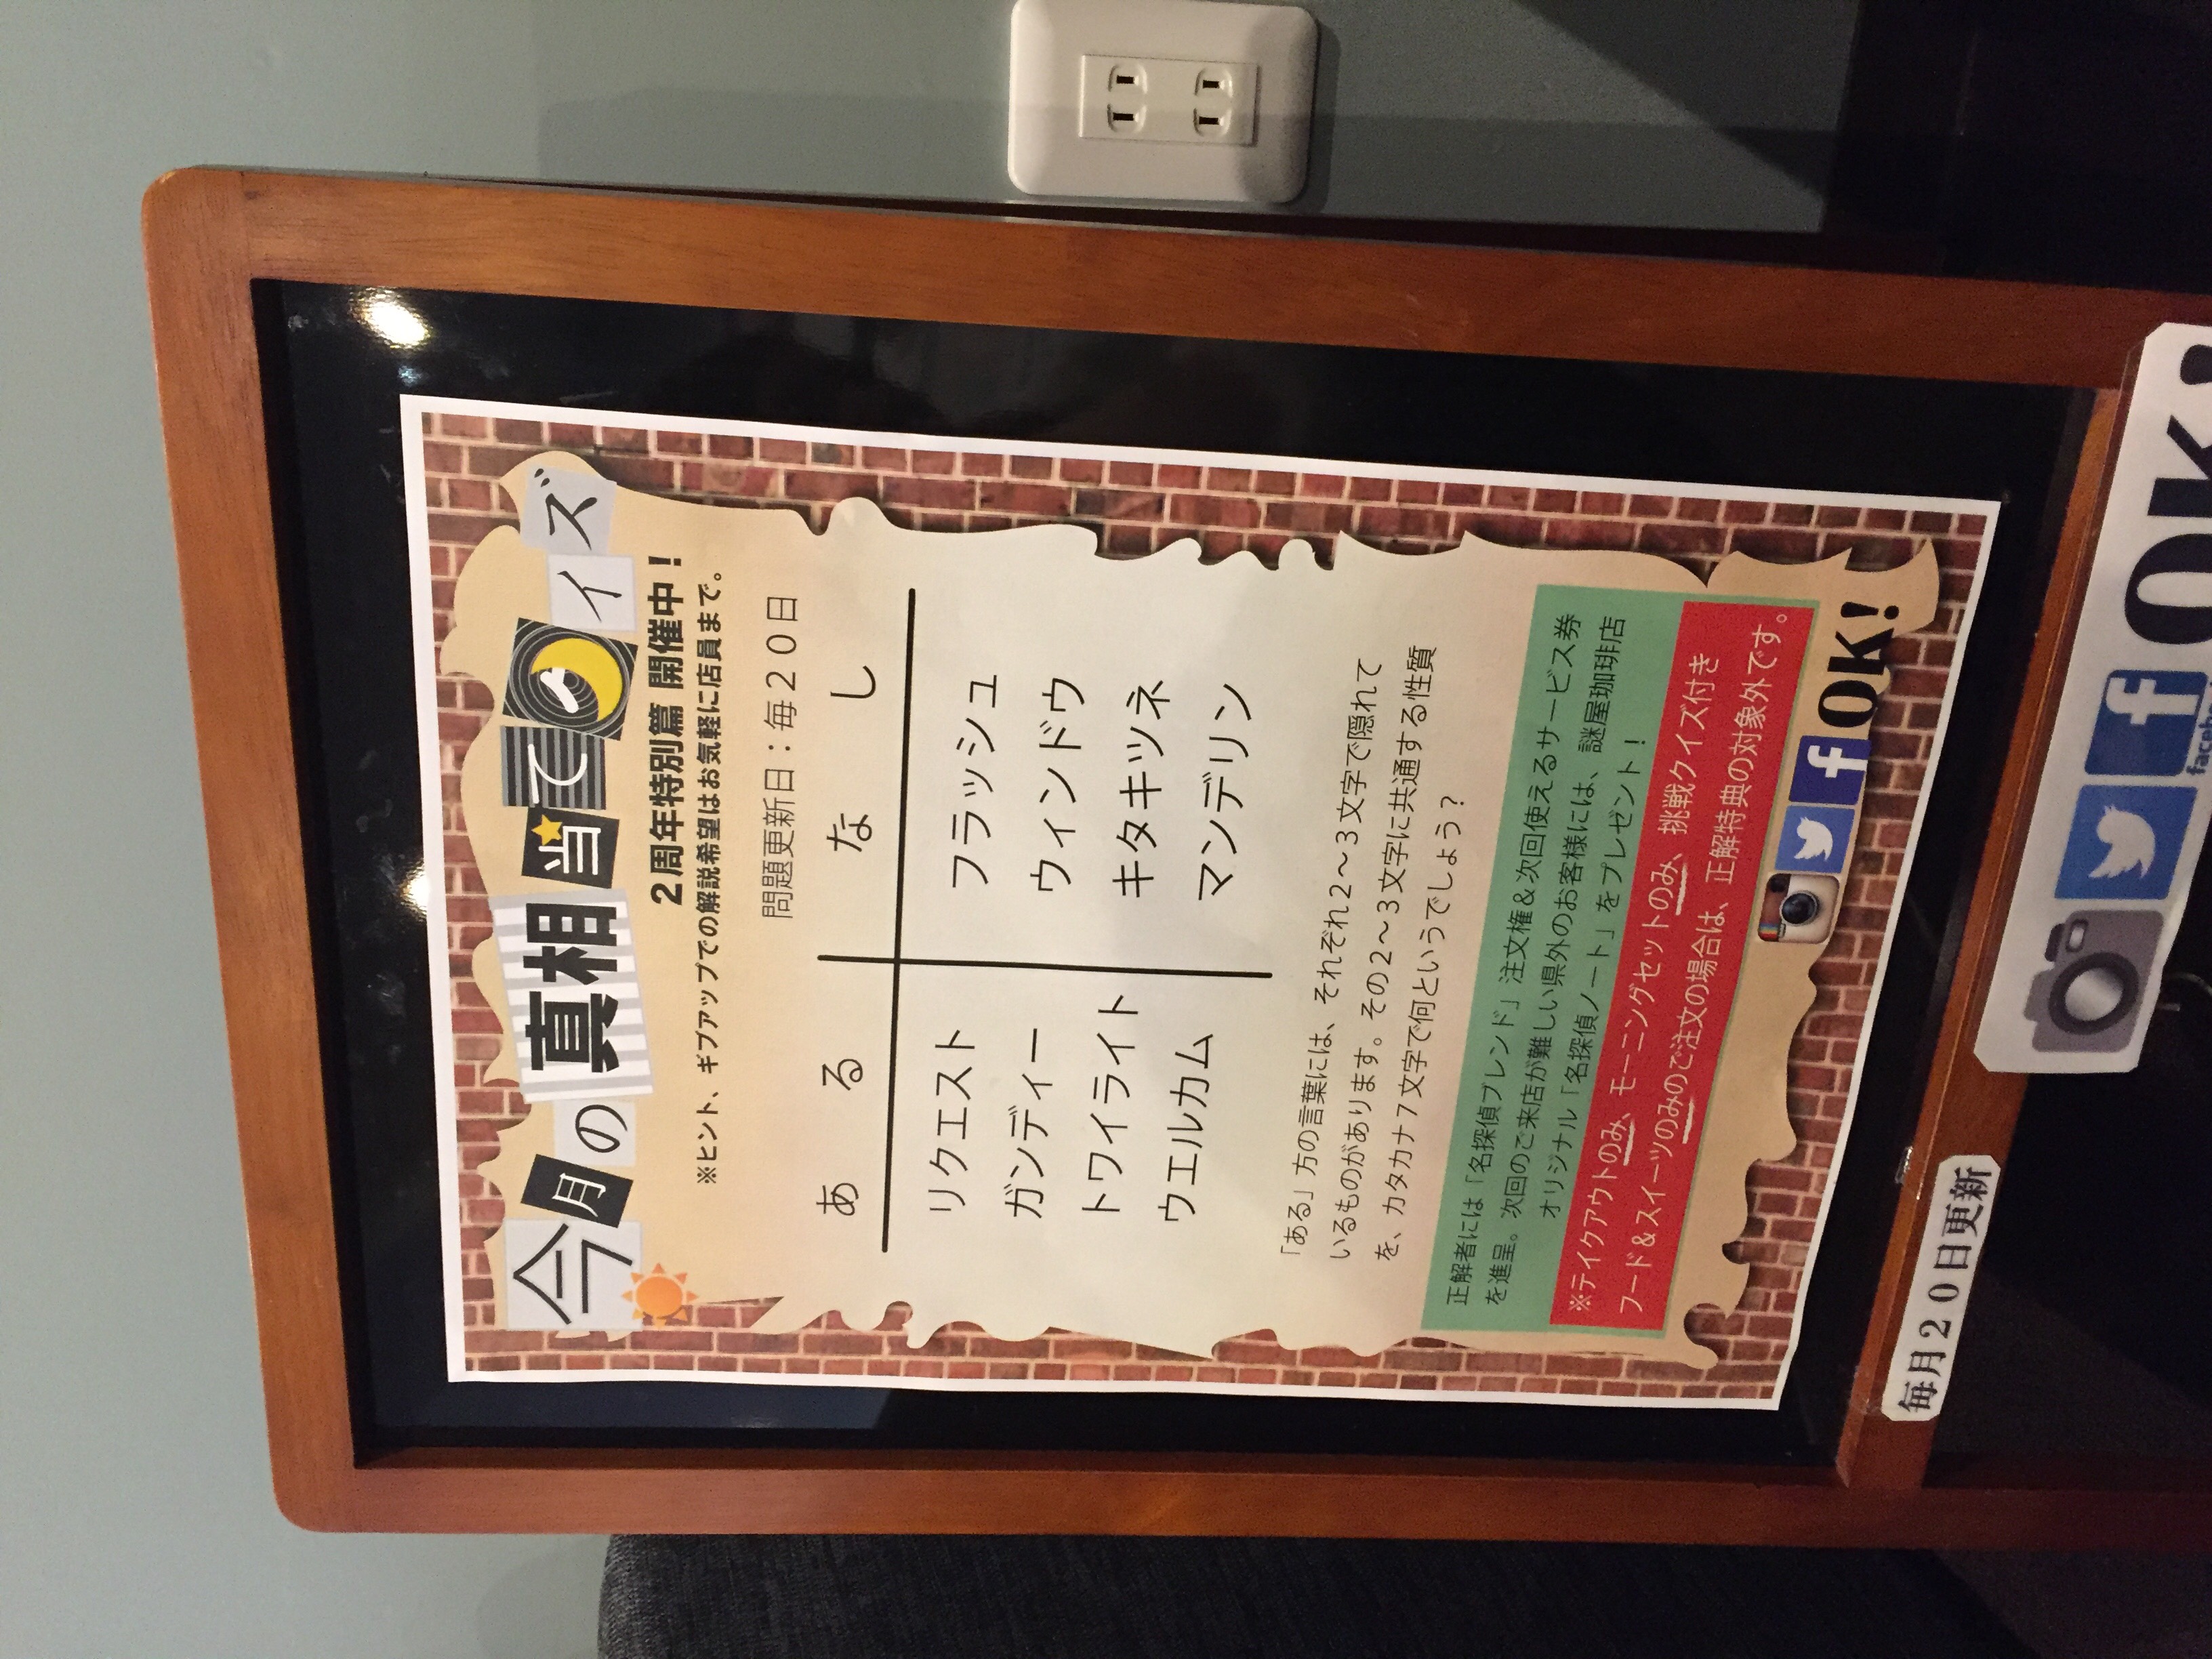 今月の真相当てクイズ
2周年特別篇 開催中！
※ヒント、ギブアップでの解説希望はお気軽に店員まで。
問題更新日：毎２０日
ある なし
リクエスト フラッシュ
ガンディー ウィンドウ
トワイライト キタキツネ
ウエルカム マンデリン
「ある」方の言葉には、それぞれ２〜３文字で隠れて
いるものがあります。その２〜３文字に共通する性質
を、カタカナ７文字で何というでしょう？
正解者には「名探偵ブレンド」注文権＆次回使えるサービス券
を進呈。次回のご来店が難しい県外のお客様には、謎屋珈琲店
オリジナル「名探偵ノート」をプレゼント！
※テイクアウトのみ、モーニングセットのみ、挑戦クイズ付き
フード＆スイーツのみのご注文の場合は、正解特典の対象外です。
f OK!
毎月２０日更新
f OK!